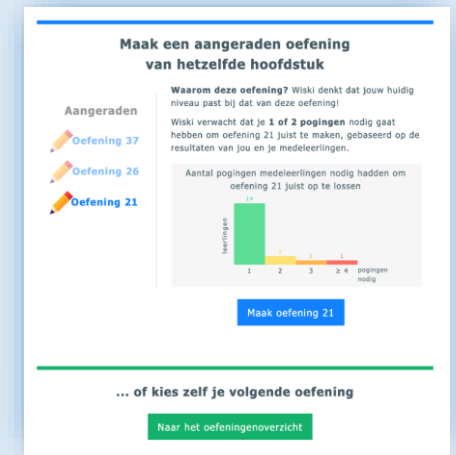 Maak een aangeraden oefening
van hetzelfde hoofdstuk
Aangeraden
Oefening 37
Oefening 26
Oefening 21
Waarom deze oefening? Wiski denkt dat jouw huidig
niveau past bij dat van deze oefening!
Wiski verwacht dat je 1 of 2 pogingen nodig gaat
hebben om oefening 21 juist te maken, gebaseerd op de
resultaten van jou en je medeleerlingen.
Aantal pogingen medeleerlingen nodig hadden om
oefening 21 juist op te lossen
leerlingen
14
2
1
1
1
2
3
≥ 4
pogingen
nodig
Maak oefening 21
... of kies zelf je volgende oefening
Naar het oefeningenoverzicht